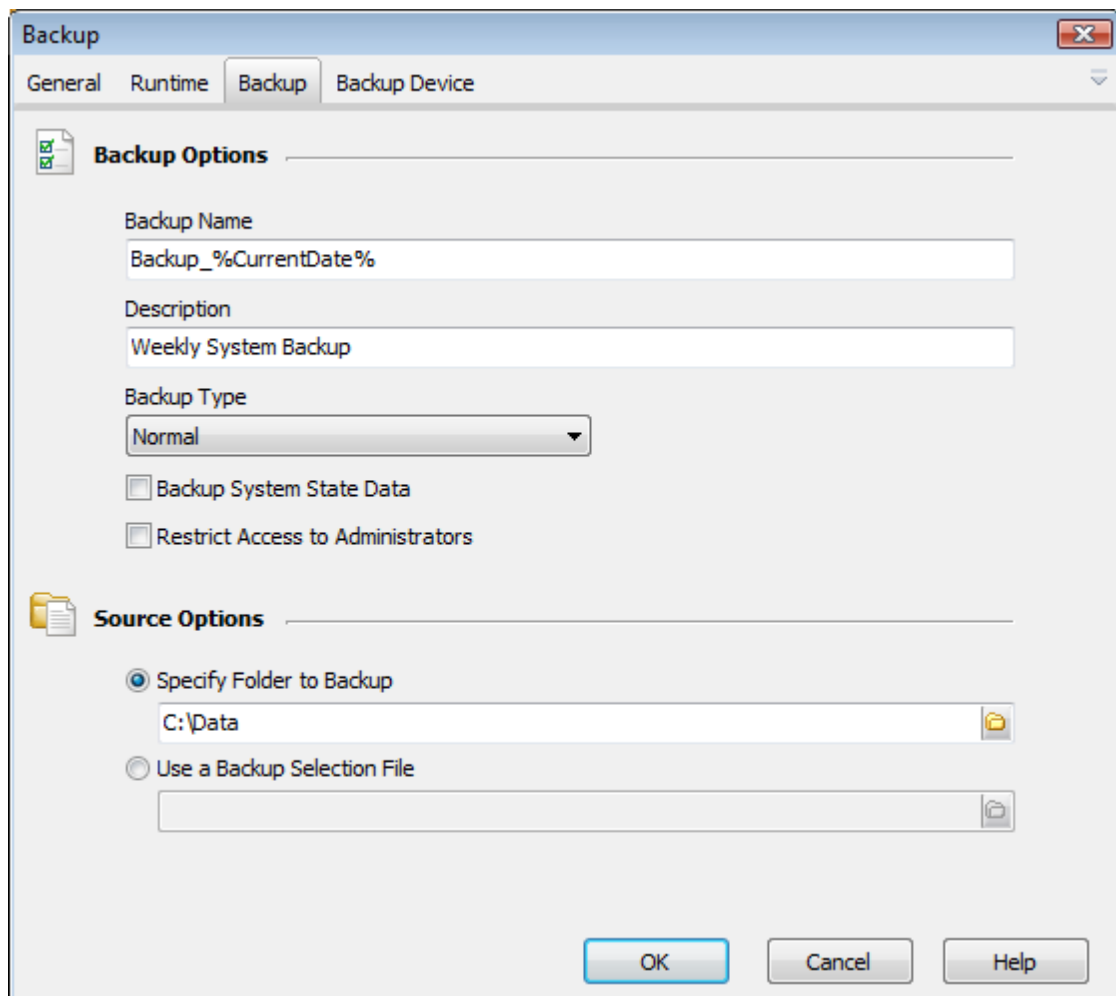 Backup
General Runtime Backup Backup Device
Backup Options
Backup Name
Backup_%CurrentDate%
Description
Weekly System Backup
Backup Type
Normal
Backup System State Data
Restrict Access to Administrators
Source Options
Specify Folder to Backup
C:\Data
Use a Backup Selection File
OK Cancel Help